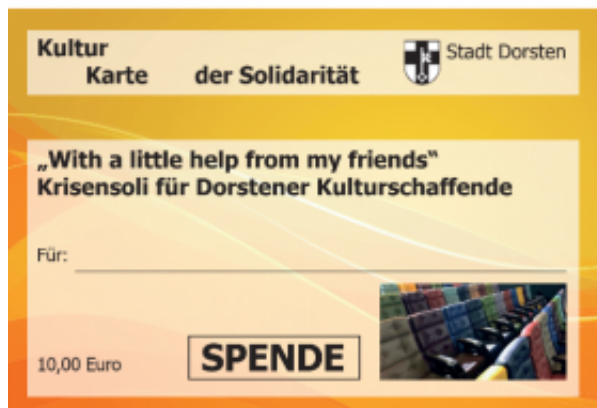 Kultur
Karte der Solidarität
Stadt Dorsten
„With a little help from my friends“
Krisensoli für Dorstener Kulturschaffende
Für:
10,00 Euro
SPENDE